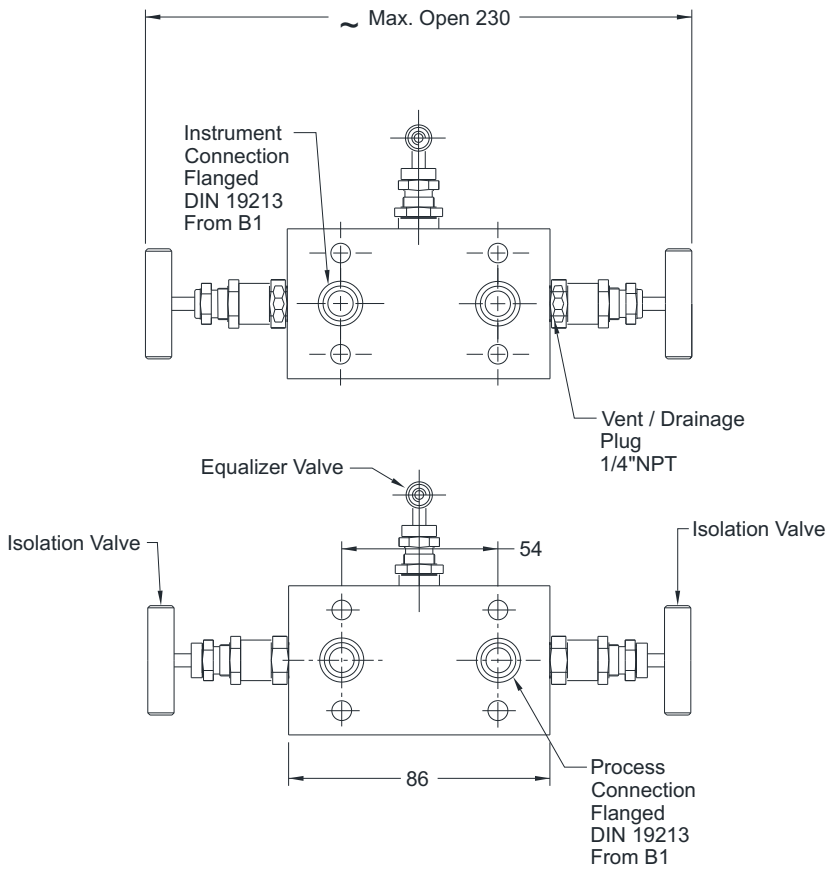 ~ Max. Open 230
Instrument
Connection
Flanged
DIN 19213
From B1
Vent / Drainage
Plug
1/4"NPT
Equalizer Valve
Isolation Valve
54
Isolation Valve
86
Process
Connection
Flanged
DIN 19213
From B1